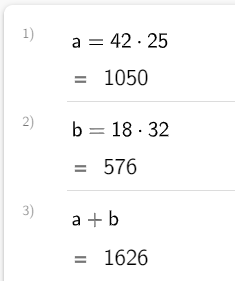 1)
a = 42 · 25
= 1050
2)
b = 18 · 32
= 576
3)
a + b
= 1626